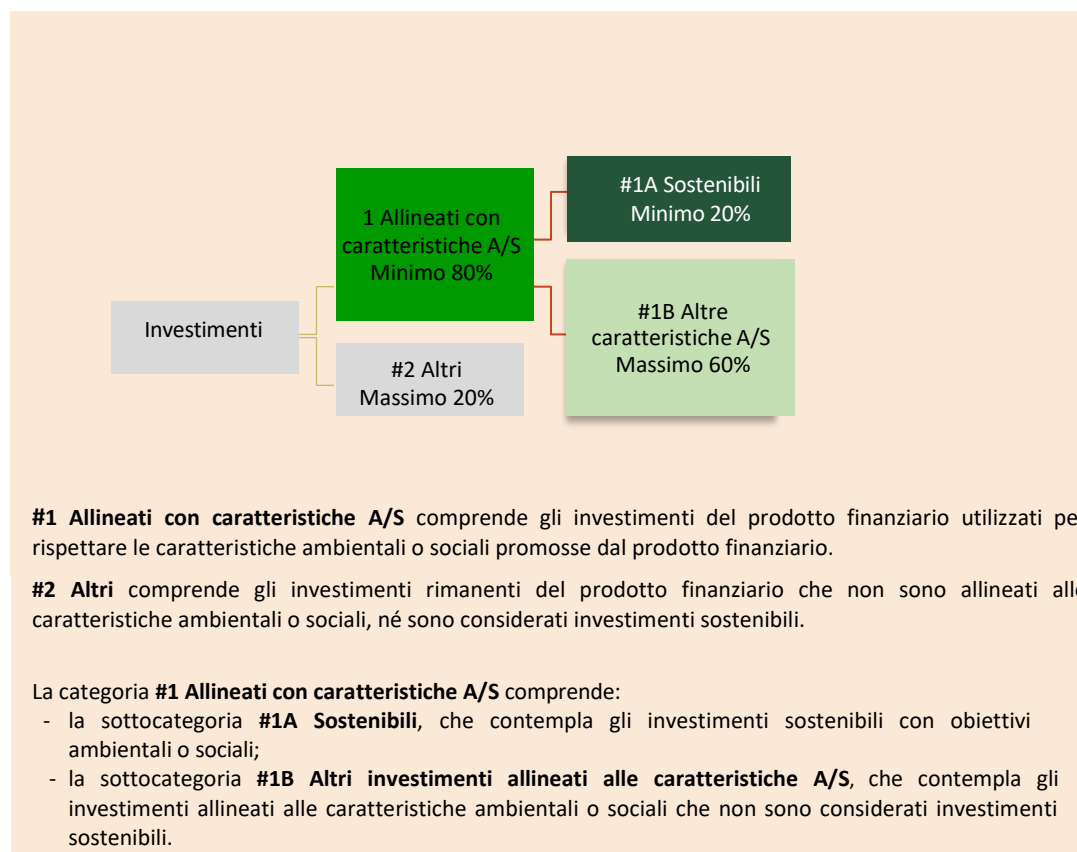 #1A Sostenibili
Minimo 20%
1 Allineati con
caratteristiche A/S
Minimo 80%
#1B Altre
caratteristiche A/S
Massimo 60%
Investimenti
#2 Altri
Massimo 20%
#1 Allineati con caratteristiche A/S comprende gli investimenti del prodotto finanziario utilizzati pe
rispettare le caratteristiche ambientali o sociali promosse dal prodotto finanziario.
#2 Altri comprende gli investimenti rimanenti del prodotto finanziario che non sono allineati all
caratteristiche ambientali o sociali, né sono considerati investimenti sostenibili.
La categoria #1 Allineati con caratteristiche A/S comprende:
- la sottocategoria #1A Sostenibili, che contempla gli investimenti sostenibili con obiettivi
ambientali o sociali;
- la sottocategoria #1B Altri investimenti allineati alle caratteristiche A/S, che contempla gli
investimenti allineati alle caratteristiche ambientali o sociali che non sono considerati investimenti
sostenibili.